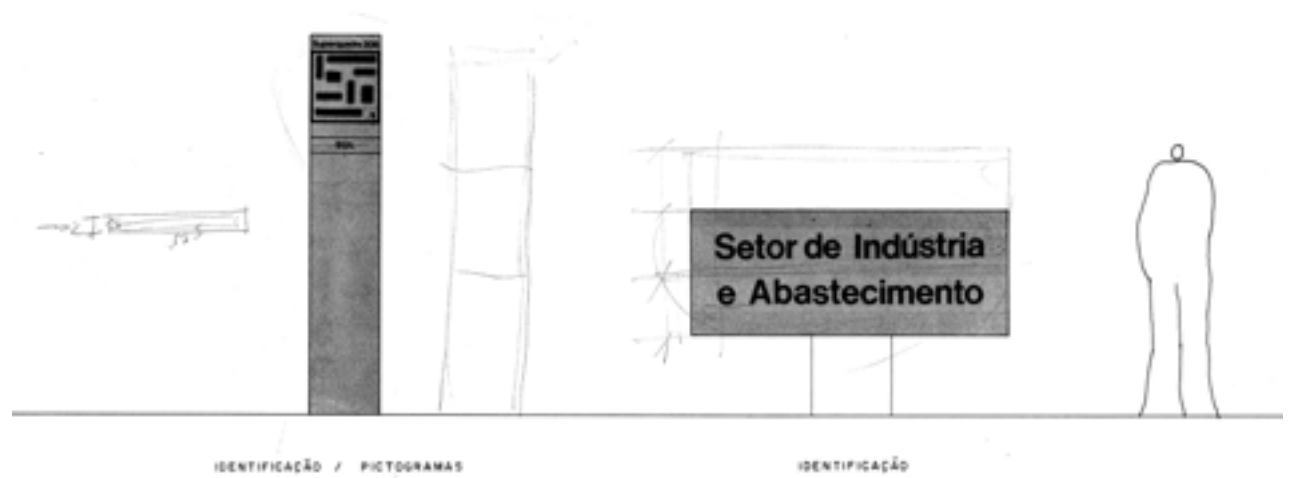 Setor de Indústria
e Abastecimento
IDENTIFICAÇÃO / PICTOGRAMAS
IDENTIFICAÇÃO